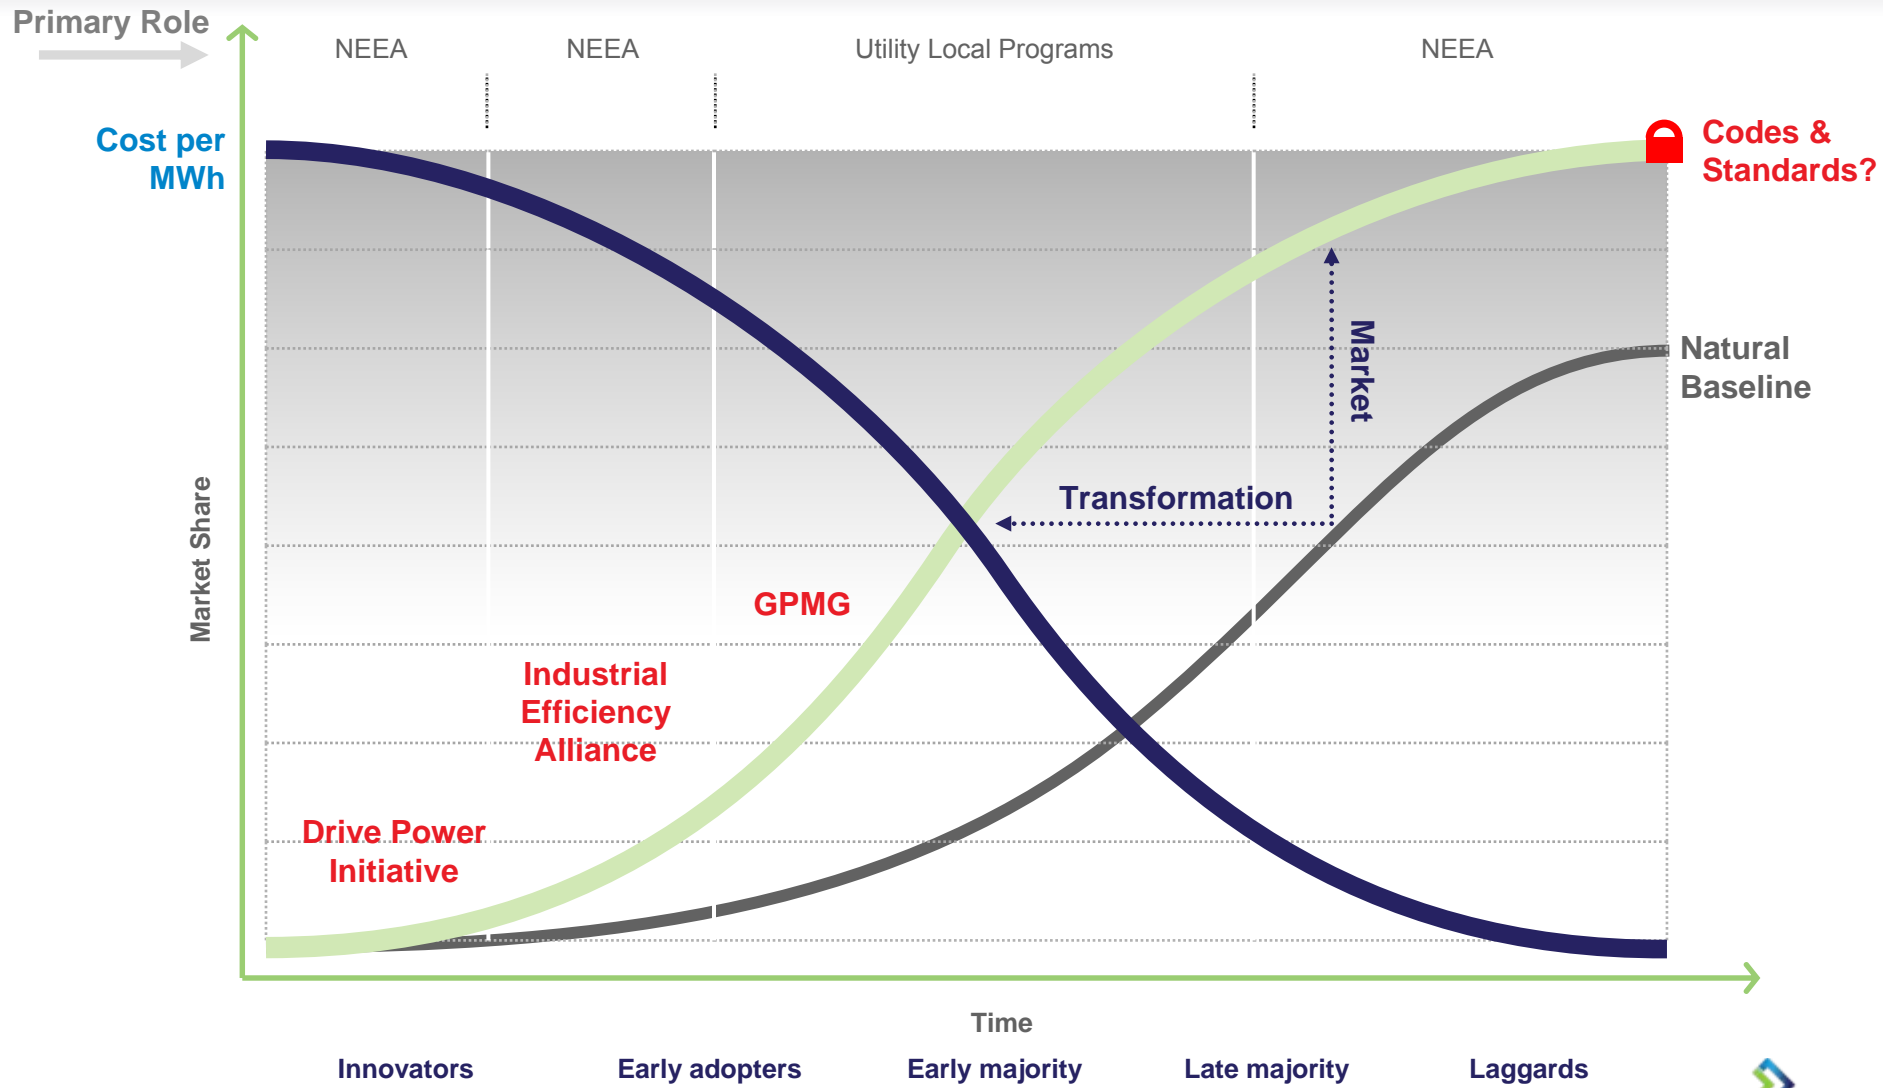 Primary Role
NEEA
NEEA
Utility Local Programs
NEEA
Cost per
MWh
Codes &
Standards?
Market
Natural
Baseline
Transformation
Market Share
GPMG
Industrial
Efficiency
Alliance
Drive Power
Initiative
Time
Innovators
Early adopters
Early majority
Late majority
Laggards